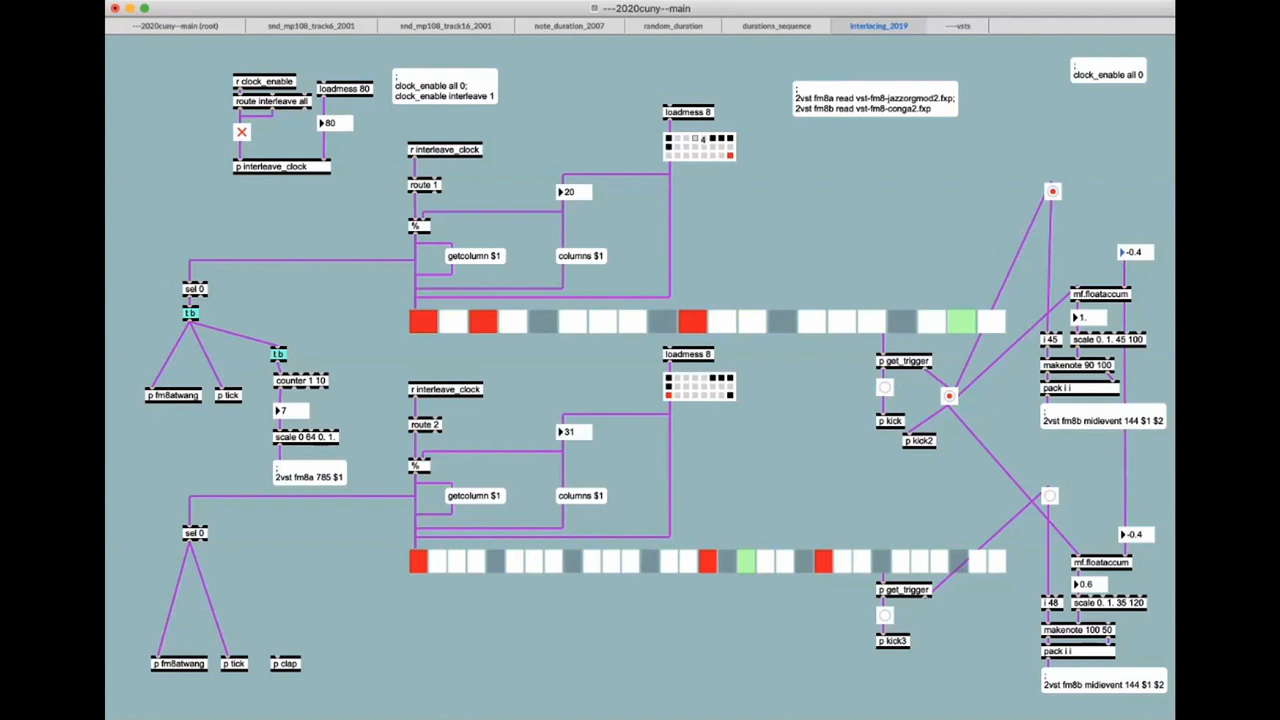 ---2020cuny--main
---2020cuny--main (root)
snd_mp108_track6_2001
snd_mp108_track16_2001
note_duration_2007
random_duration
durations_sequence
interlacing_2019
----vsts
r clock_enable
route interleave all
loadmess 80
80
p interleave_clock
;
clock_enable all 0;
clock_enable interleave 1
;
2vst fm8a read vst-fm8-jazzorgmod2.fxp;
2vst fm8b read vst-fm8-conga2.fxp
;
clock_enable all 0
loadmess 8
4
r interleave_clock
route 1
20
%
getcolumn $1
columns $1
sel 0
t b
t b
p fm8atwang
p tick
counter 1 10
7
scale 0 64 0. 1.
;
2vst fm8a 785 $1
loadmess 8
r interleave_clock
route 2
31
%
getcolumn $1
columns $1
sel 0
p fm8atwang
p tick
p clap
p get_trigger
p kick
p kick2
p get_trigger
p kick3
-0.4
mf.floataccum
1.
i 45
scale 0. 1. 45 100
makenote 90 100
pack i i
;
2vst fm8b midievent 144 $1 $2
-0.4
mf.floataccum
0.6
i 48
scale 0. 1. 35 120
makenote 100 50
pack i i
;
2vst fm8b midievent 144 $1 $2